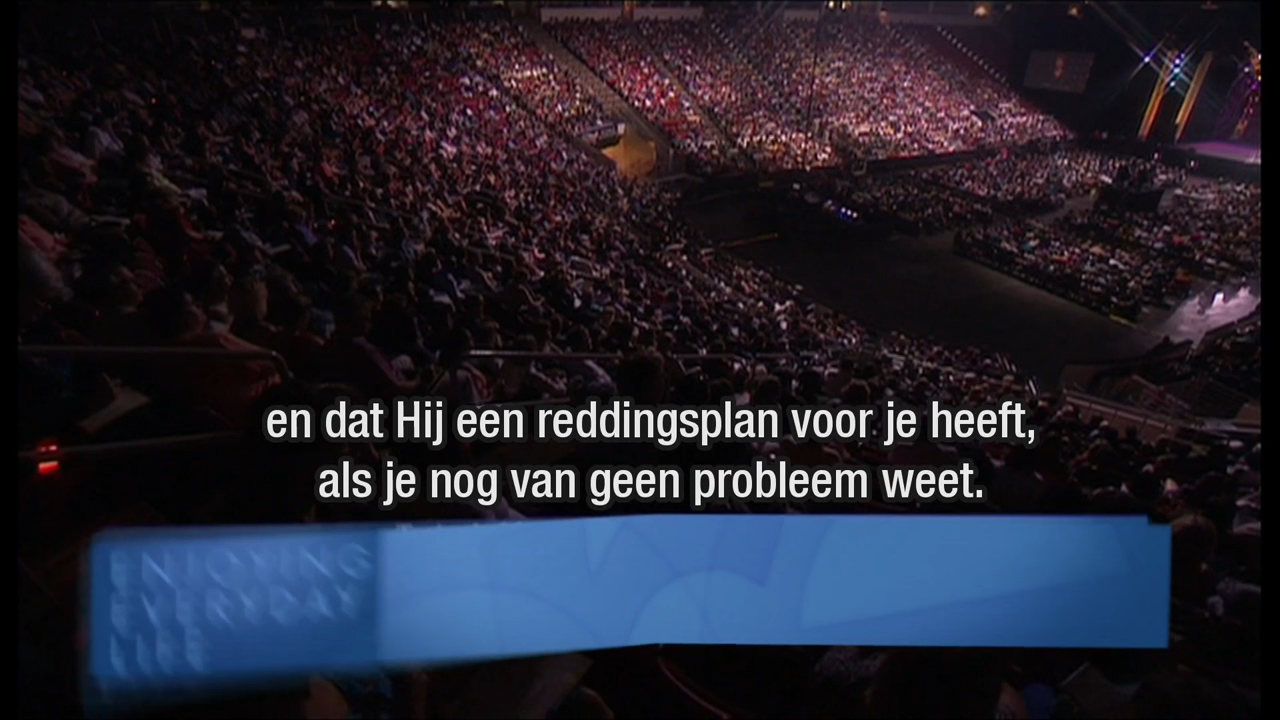 en dat Hij een reddingsplan voor je heeft,
als je nog van geen probleem weet.
ENJOYING
EVERYDAY
LIFE